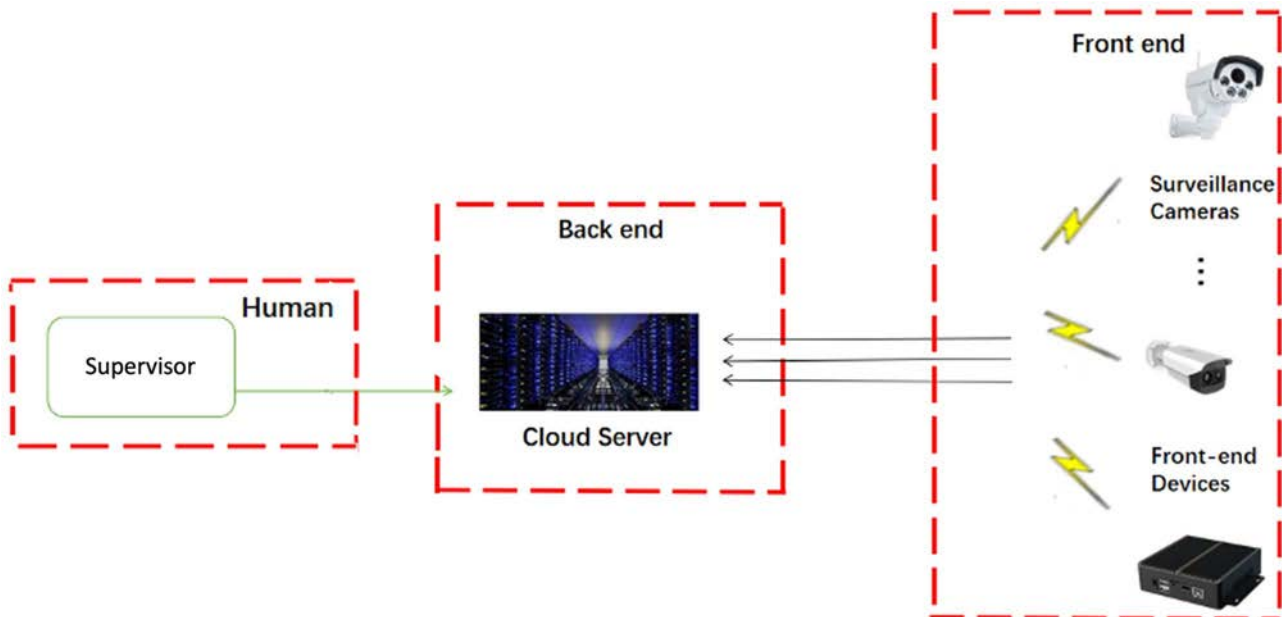 Front end
Surveillance
Cameras
⋮
Back end
Human
Supervisor
Cloud Server
Front-end
Devices